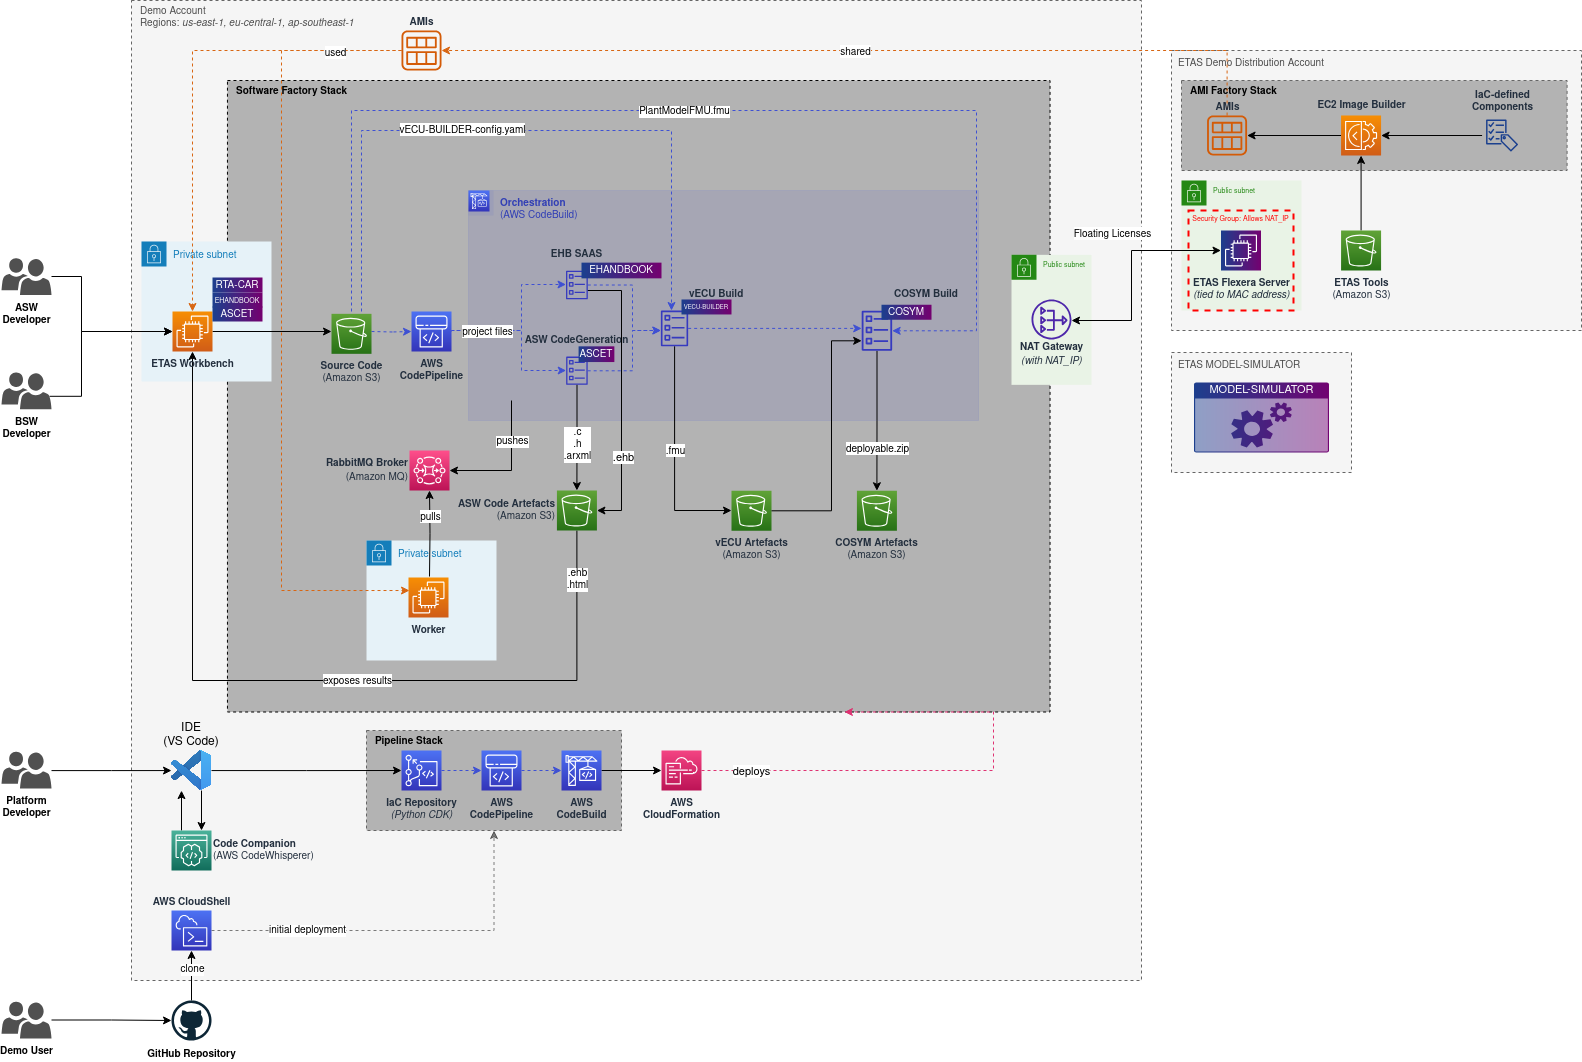 Demo Account
Regions: us-east-1, eu-central-1, ap-southeast-1
AMIs
used
shared
ETAS Demo Distribution Account
AMI Factory Stack
AMIs
EC2 Image Builder
IaC-defined
Components
Software Factory Stack
PlantModelFMU.fmu
vECU-BUILDER-config.yaml
Orchestration
(AWS CodeBuild)
Public subnet
Security Group: Allows NAT_IP
ETAS Flexera Server
(tied to MAC address)
ETAS Tools
(Amazon S3)
Floating Licenses
Public subnet
NAT Gateway
(with NAT_IP)
ASW
Developer
BSW
Developer
Private subnet
RTA-CAR
EHANDBOOK
ASCET
ETAS Workbench
Source Code
(Amazon S3)
AWS
CodePipeline
project files
EHB SAAS
EHANDBOOK
ASW CodeGeneration
ASCET
vECU Build
VECU-BUILDER
COSYM Build
COSYM
ETAS MODEL-SIMULATOR
MODEL-SIMULATOR
pushes
.c
.h
.arxml
.ehb
.fmu
deployable.zip
RabbitMQ Broker
(Amazon MQ)
pulls
ASW Code Artefacts
(Amazon S3)
vECU Artefacts
(Amazon S3)
COSYM Artefacts
(Amazon S3)
Private subnet
Worker
.ehb
.html
exposes results
IDE
(VS Code)
Platform
Developer
Pipeline Stack
IaC Repository
(Python CDK)
AWS
CodePipeline
AWS
CodeBuild
AWS
CloudFormation
deploys
Code Companion
(AWS CodeWhisperer)
AWS CloudShell
initial deployment
clone
Demo User
GitHub Repository